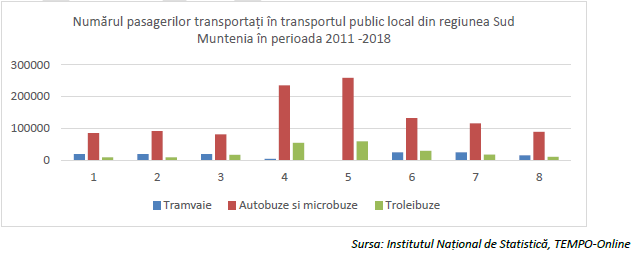 Numărul pasagerilor transportați în transportul public local din regiunea Sud
Muntenia în perioada 2011 -2018
300000
200000
100000
0
1 2 3 4 5 6 7 8
Tramvaie Autobuze si microbuze Troleibuze
Sursa: Institutul Național de Statistică, TEMPO-Online